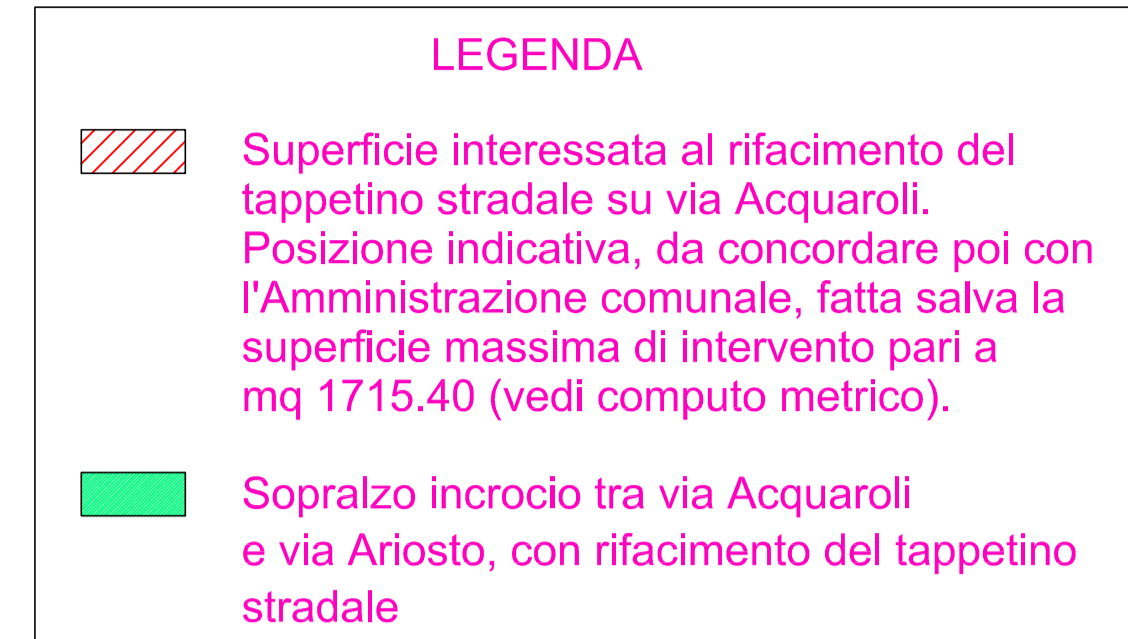 LEGENDA
Superficie interessata al rifacimento del
tappetino stradale su via Acquaroli.
Posizione indicativa, da concordare poi con
l'Amministrazione comunale, fatta salva la
superficie massima di intervento pari a
mq 1715.40 (vedi computo metrico).
Sopralzo incrocio tra via Acquaroli
e via Ariosto, con rifacimento del tappetino
stradale